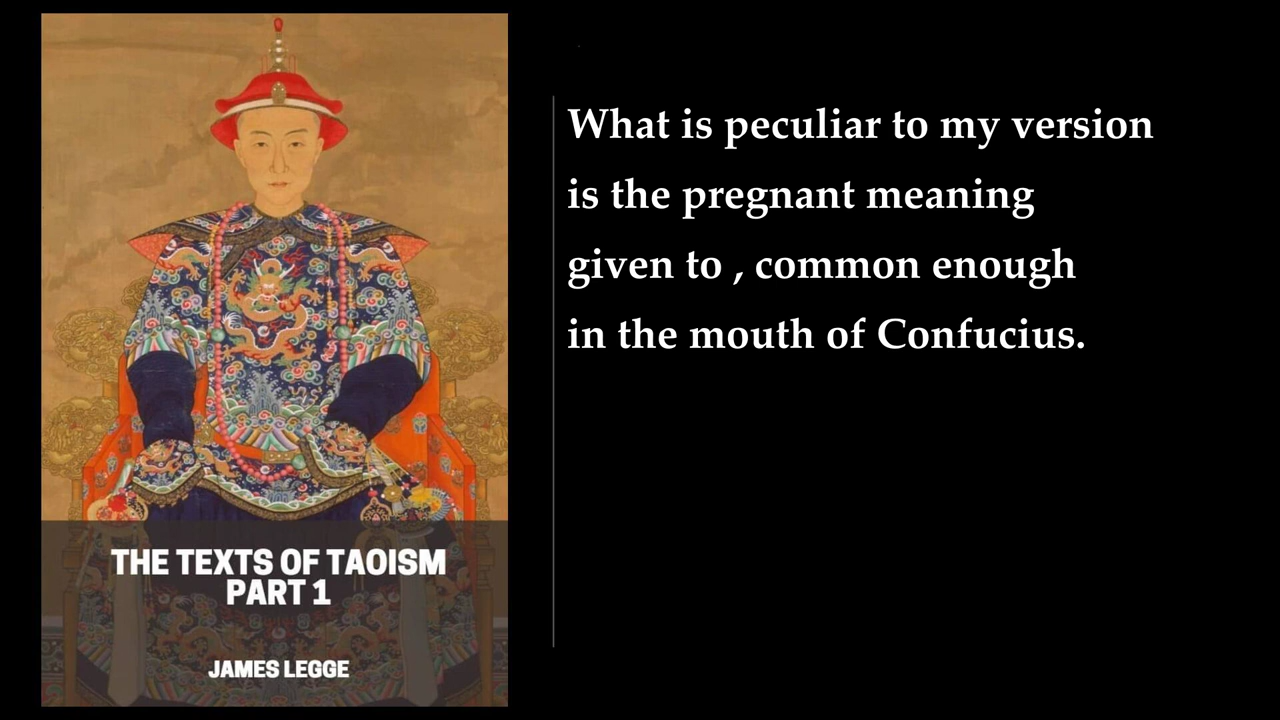 THE TEXTS OF TAOISM
PART 1
JAMES LEGGE
What is peculiar to my version
is the pregnant meaning
given to , common enough
in the mouth of Confucius.